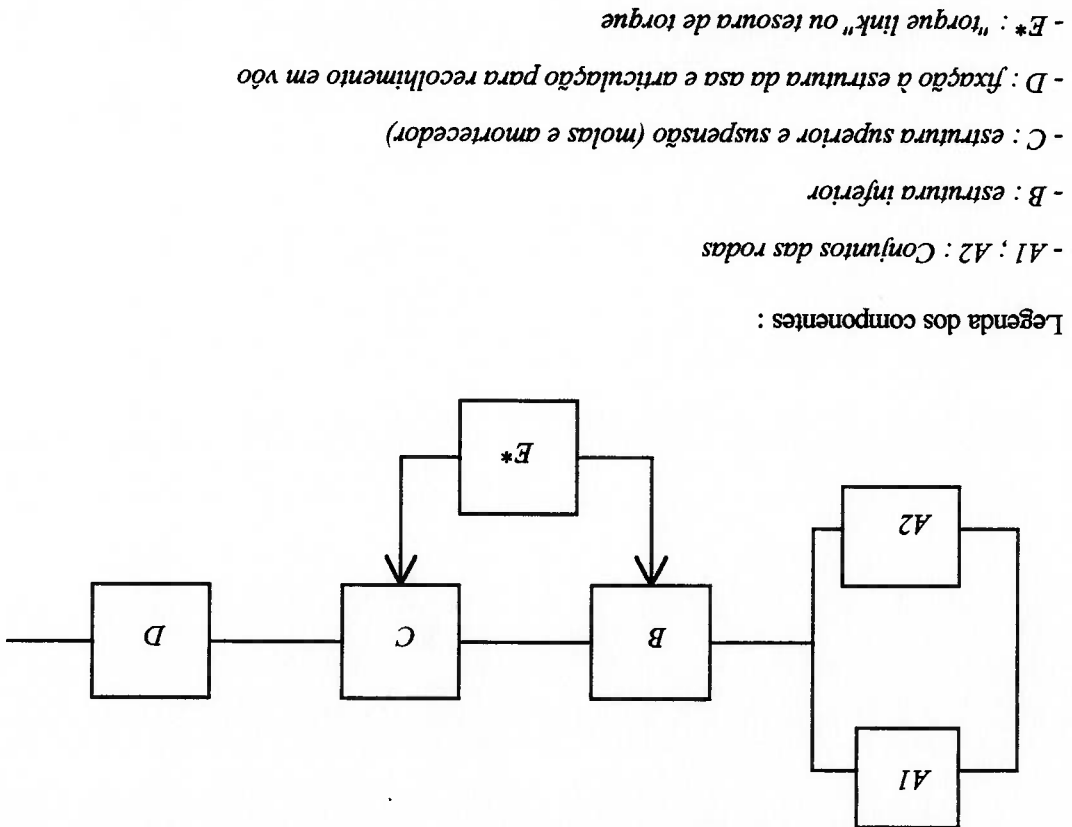 A1
A2
B
C
D
E*
Legenda dos componentes :
- A1 ; A2 : Conjuntos das rodas
- B : estrutura inferior
- C : estrutura superior e suspensão (molas e amortecedor)
- D : fixação à estrutura da asa e articulação para recolhimento em vôo
- E* : "torque link" ou tesoura de torque